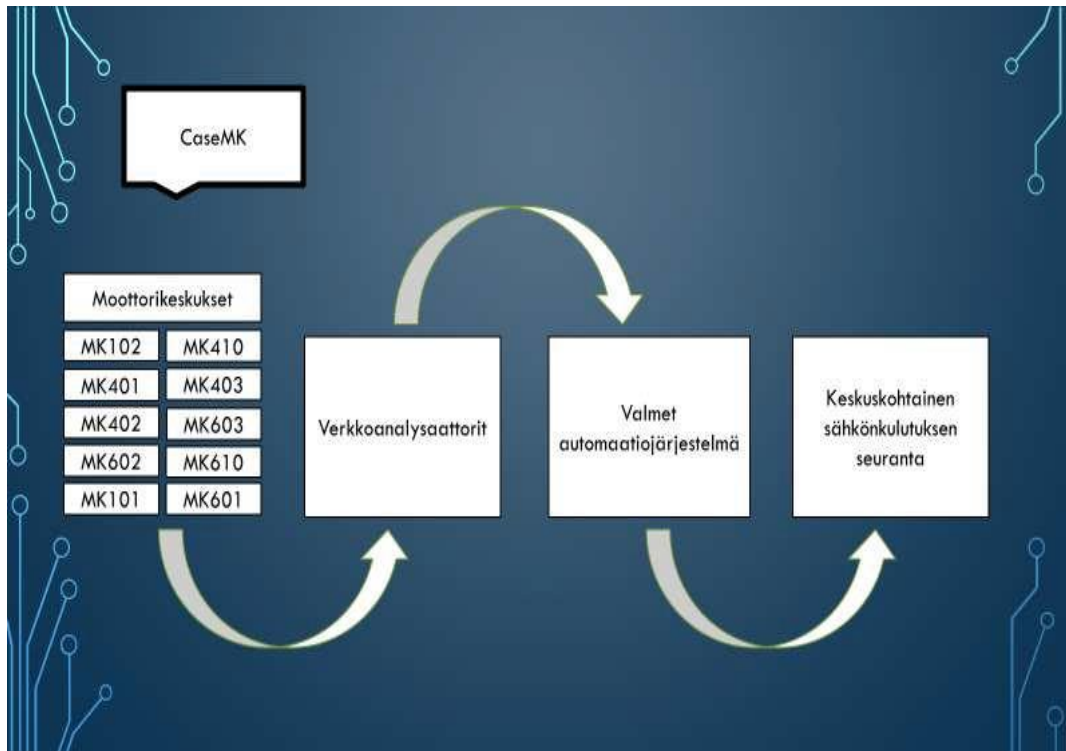 CaseMK
Moottorikeskukset
MK102 MK410
MK401 MK403
MK402 MK603
MK602 MK610
MK101 MK601
Verkkoanalysaattorit
Valmet
automaatiojärjestelmä
Keskuskohtainen
sähkönkulutuksen
seuranta